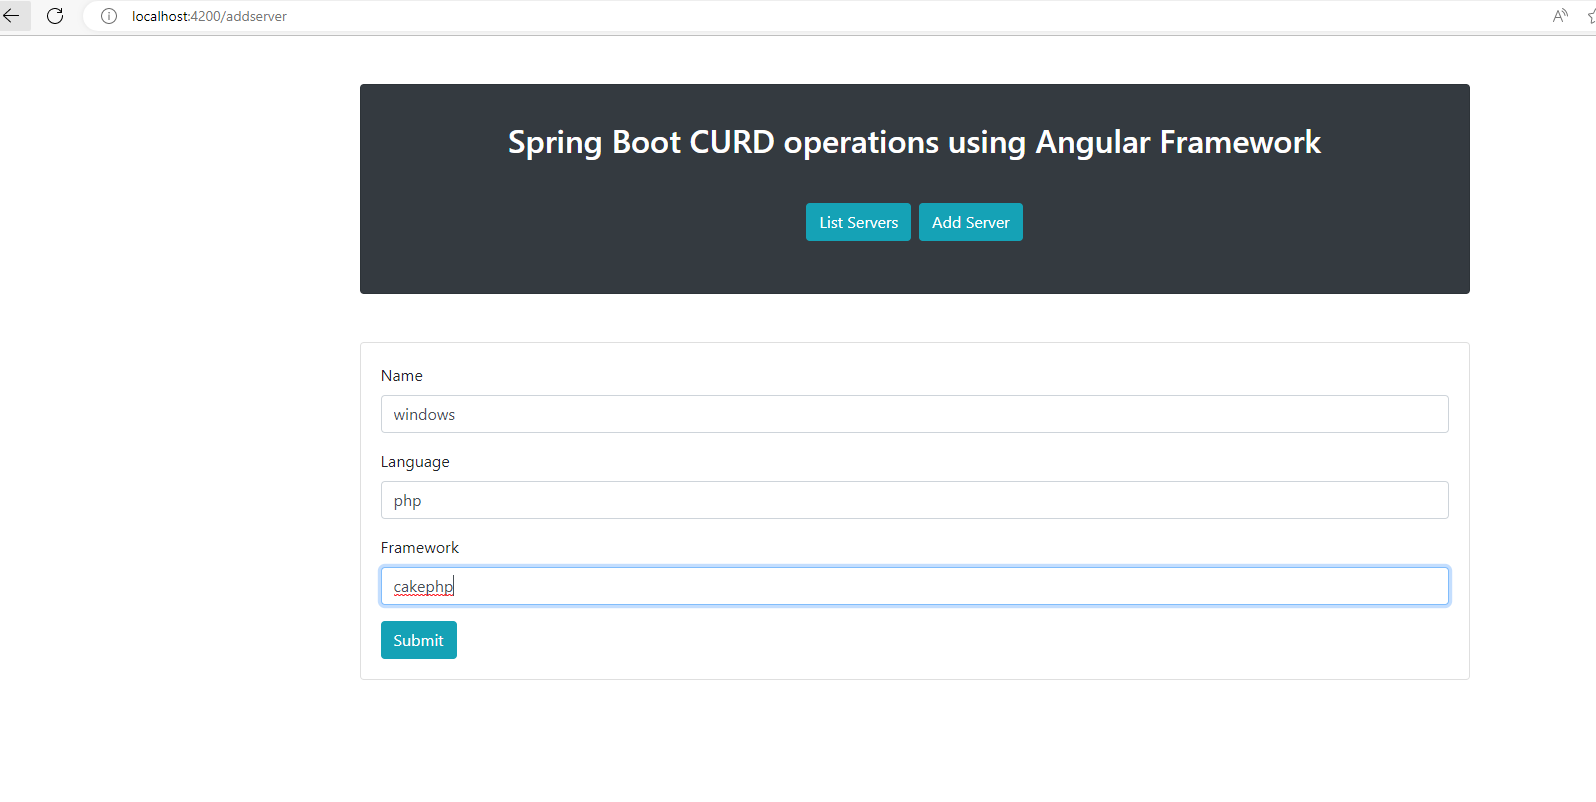 localhost:4200/addserver
Spring Boot CURD operations using Angular Framework
List Servers Add Server
Name
windows
Language
php
Framework
cakephp
Submit